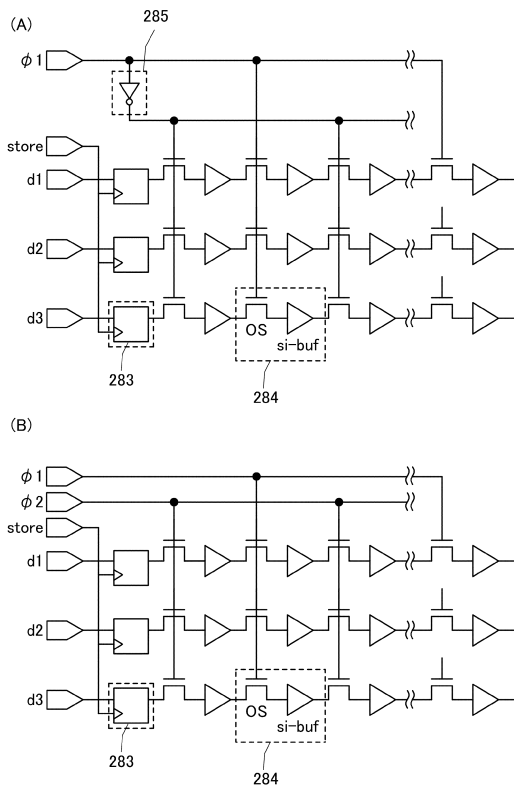 (A)
285
φ1
store
d1
d2
d3
OS
si-buf
283
284
(B)
φ1
φ2
store
d1
d2
d3
OS
si-buf
283
284